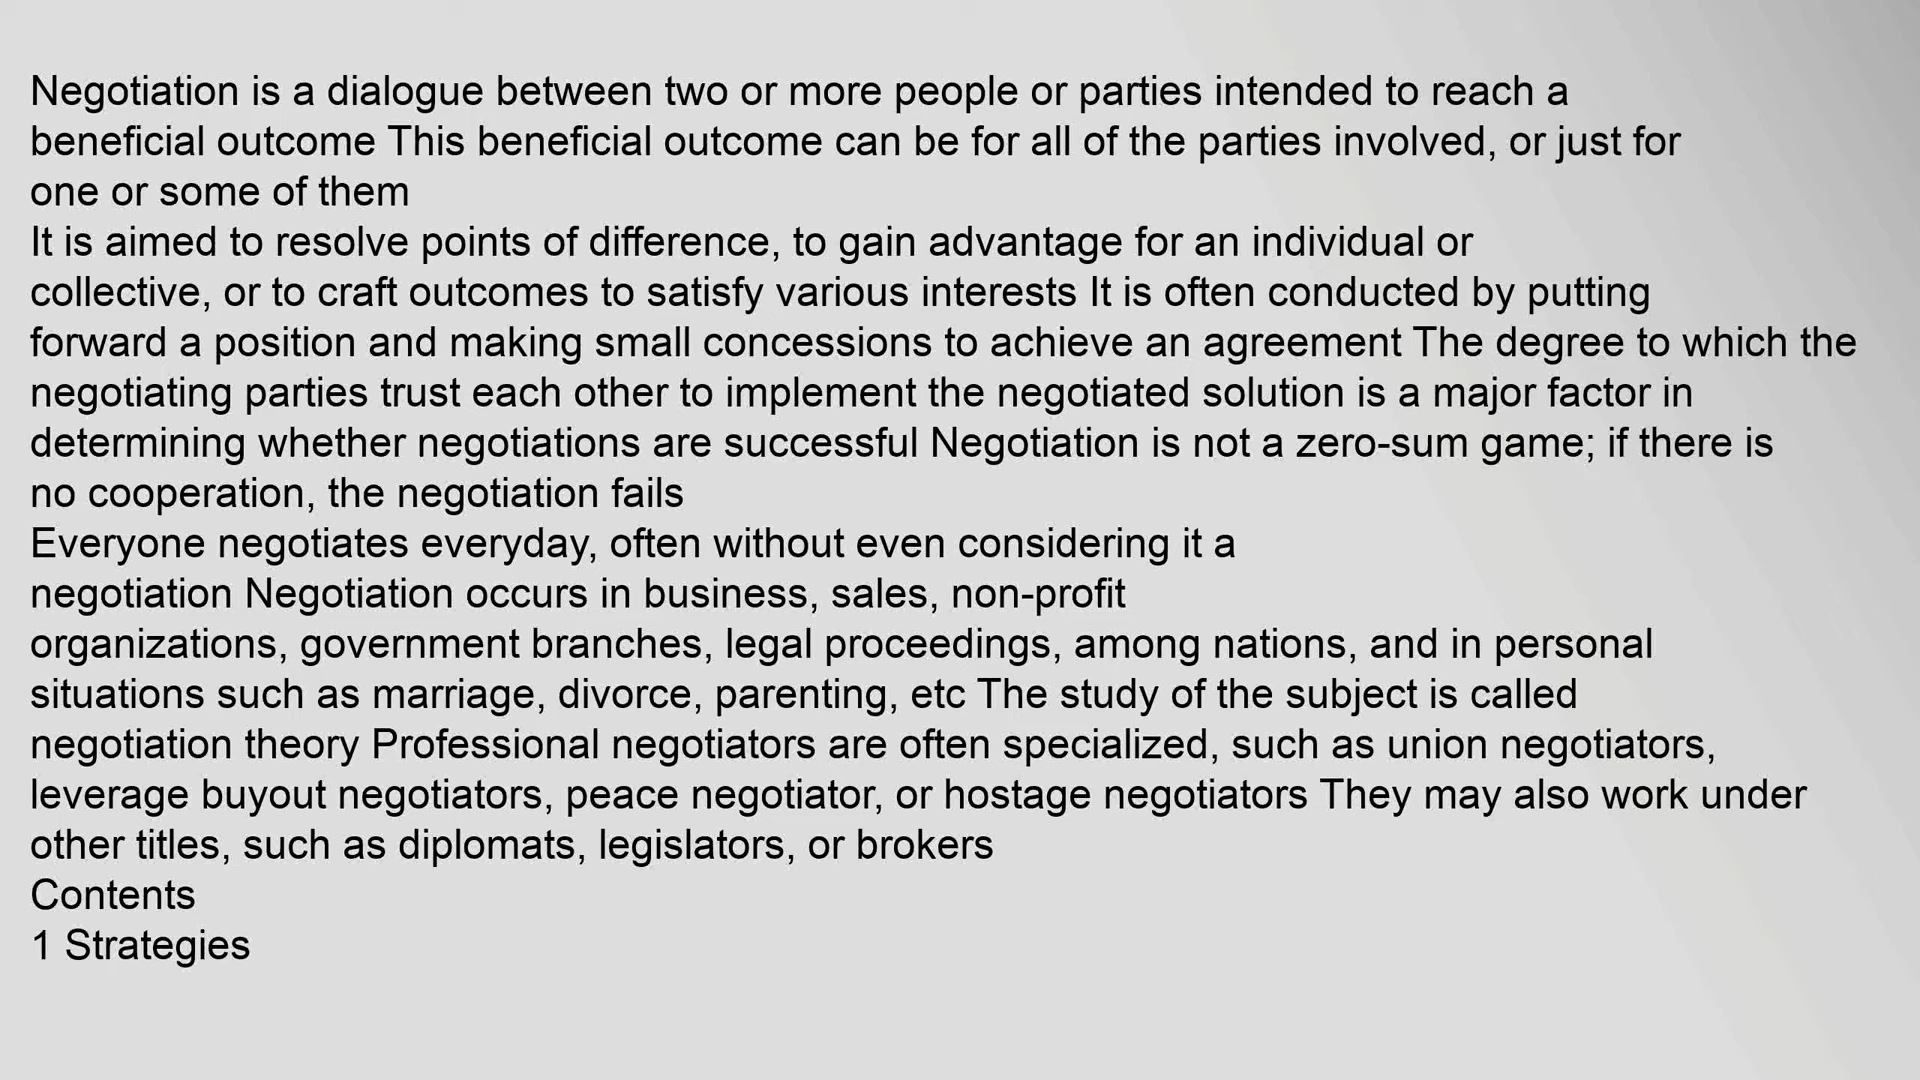 Negotiation is a dialogue between two or more people or parties intended to reach a
beneficial outcome This beneficial outcome can be for all of the parties involved, or just for
one or some of them
It is aimed to resolve points of difference, to gain advantage for an individual or
collective, or to craft outcomes to satisfy various interests It is often conducted by putting
forward a position and making small concessions to achieve an agreement The degree to which the
negotiating parties trust each other to implement the negotiated solution is a major factor in
determining whether negotiations are successful Negotiation is not a zero-sum game; if there is
no cooperation, the negotiation fails
Everyone negotiates everyday, often without even considering it a
negotiation Negotiation occurs in business, sales, non-profit
organizations, government branches, legal proceedings, among nations, and in personal
situations such as marriage, divorce, parenting, etc The study of the subject is called
negotiation theory Professional negotiators are often specialized, such as union negotiators,
leverage buyout negotiators, peace negotiator, or hostage negotiators They may also work under
other titles, such as diplomats, legislators, or brokers
Contents
1 Strategies